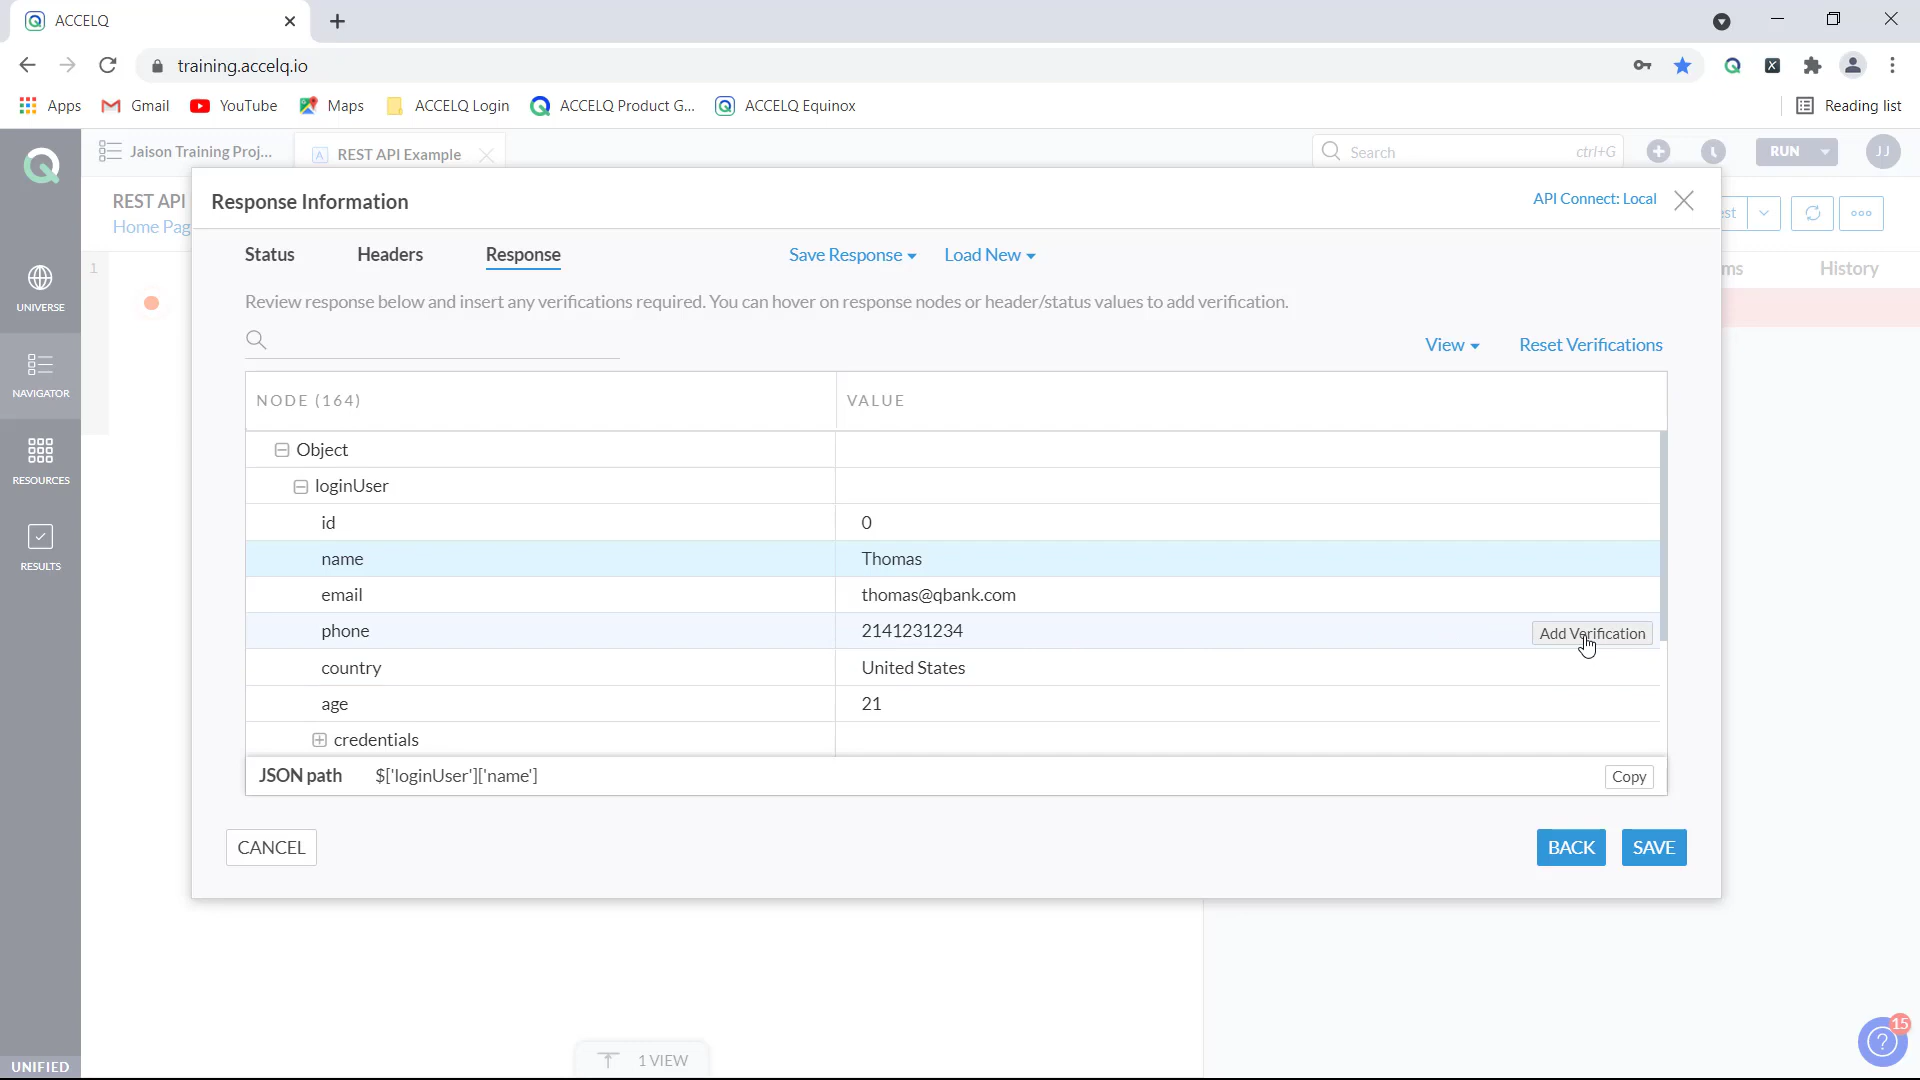 ACCELQ
training.accelq.io
Apps Gmail YouTube Maps ACCELQ Login ACCELQ Product G... ACCELQ Equinox Reading list
Jaison Training Proj... REST API Example Search ctrl+G RUN JJ
REST API
Home Pag
Response Information API Connect: Local
est
Status Headers Response Save Response Load New
ms History
1
Review response below and insert any verifications required. You can hover on response nodes or header/status values to add verification.
View Reset Verifications
NODE (164) VALUE
Object
loginUser
id 0
name Thomas
email thomas@qbank.com
phone 2141231234 Add Verification
country United States
age 21
credentials
JSON path $['loginUser']['name'] Copy
CANCEL BACK SAVE
UNIVERSE
NAVIGATOR
RESOURCES
RESULTS
UNIFIED
1 VIEW
15